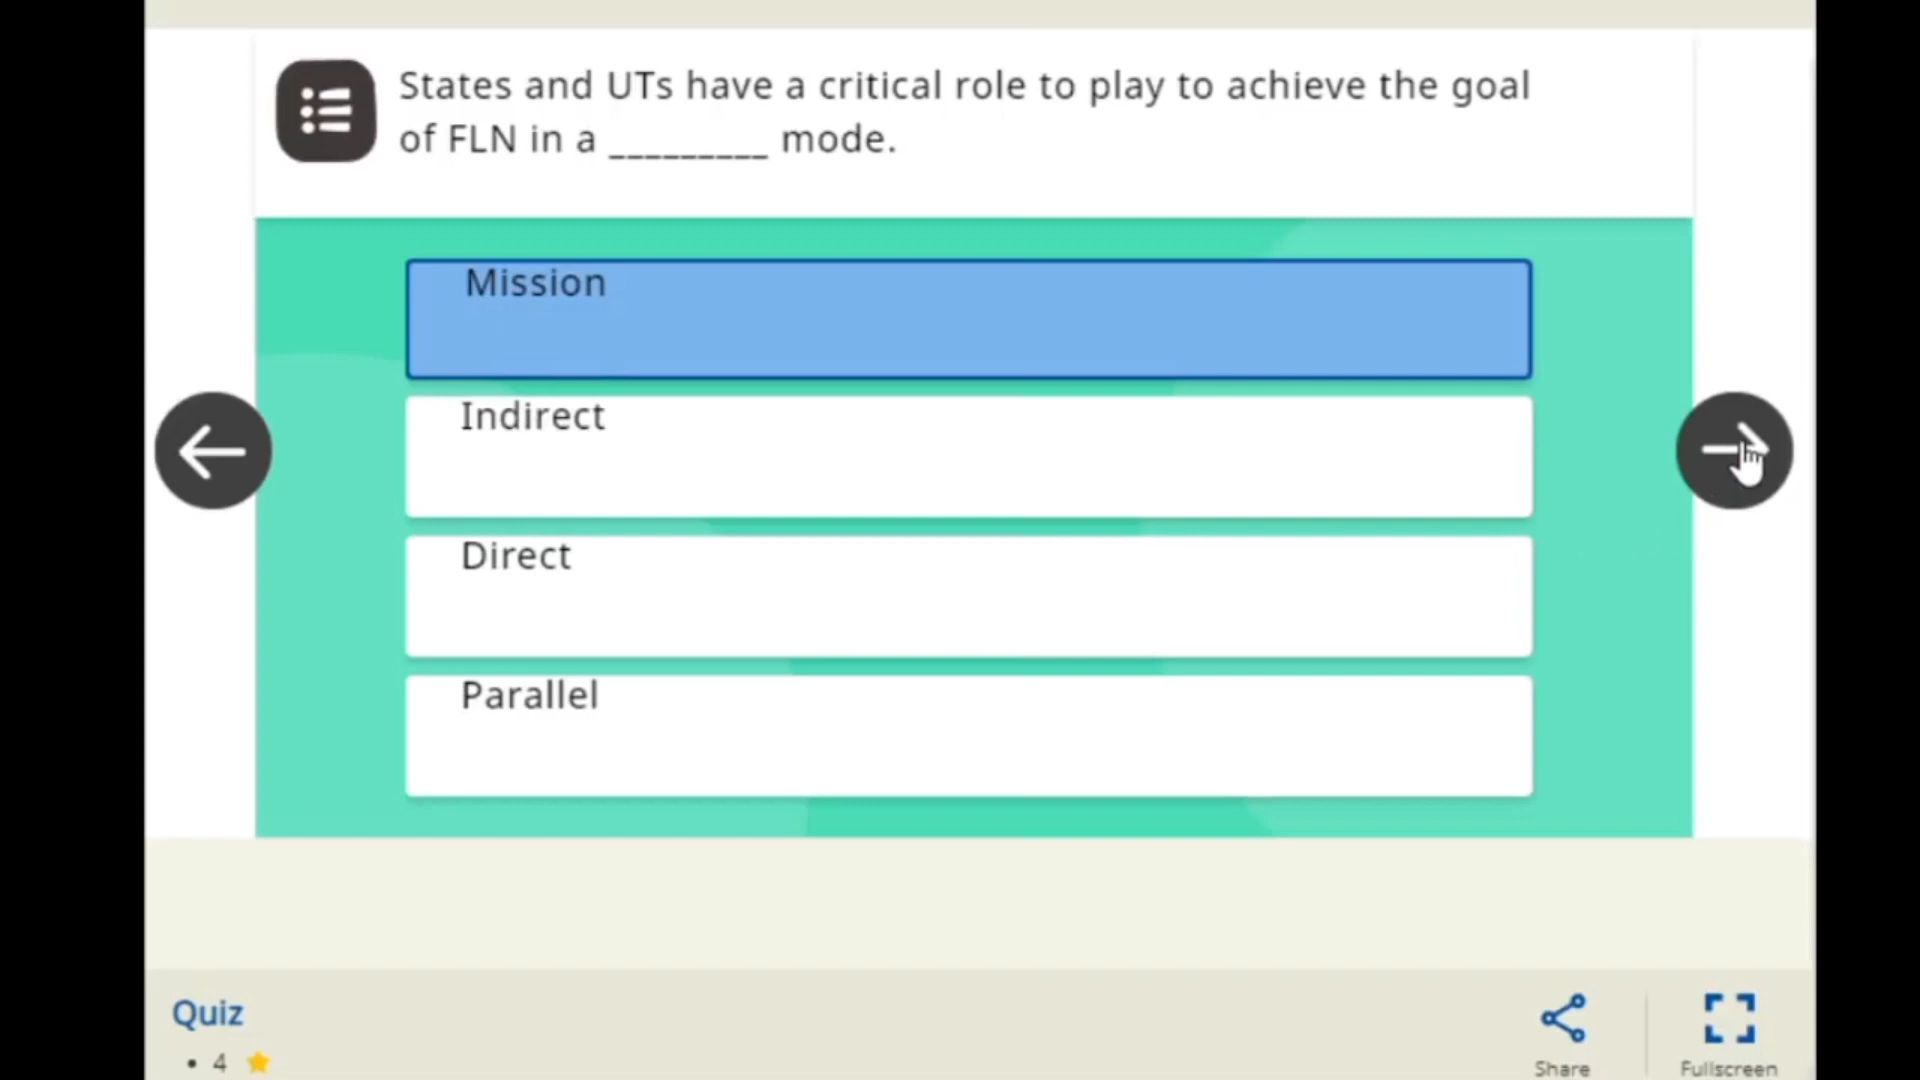 States and UTs have a critical role to play to achieve the goal
of FLN in a _________ mode.
Mission
Indirect
Direct
Parallel
Quiz
• 4
Share
Fullscreen